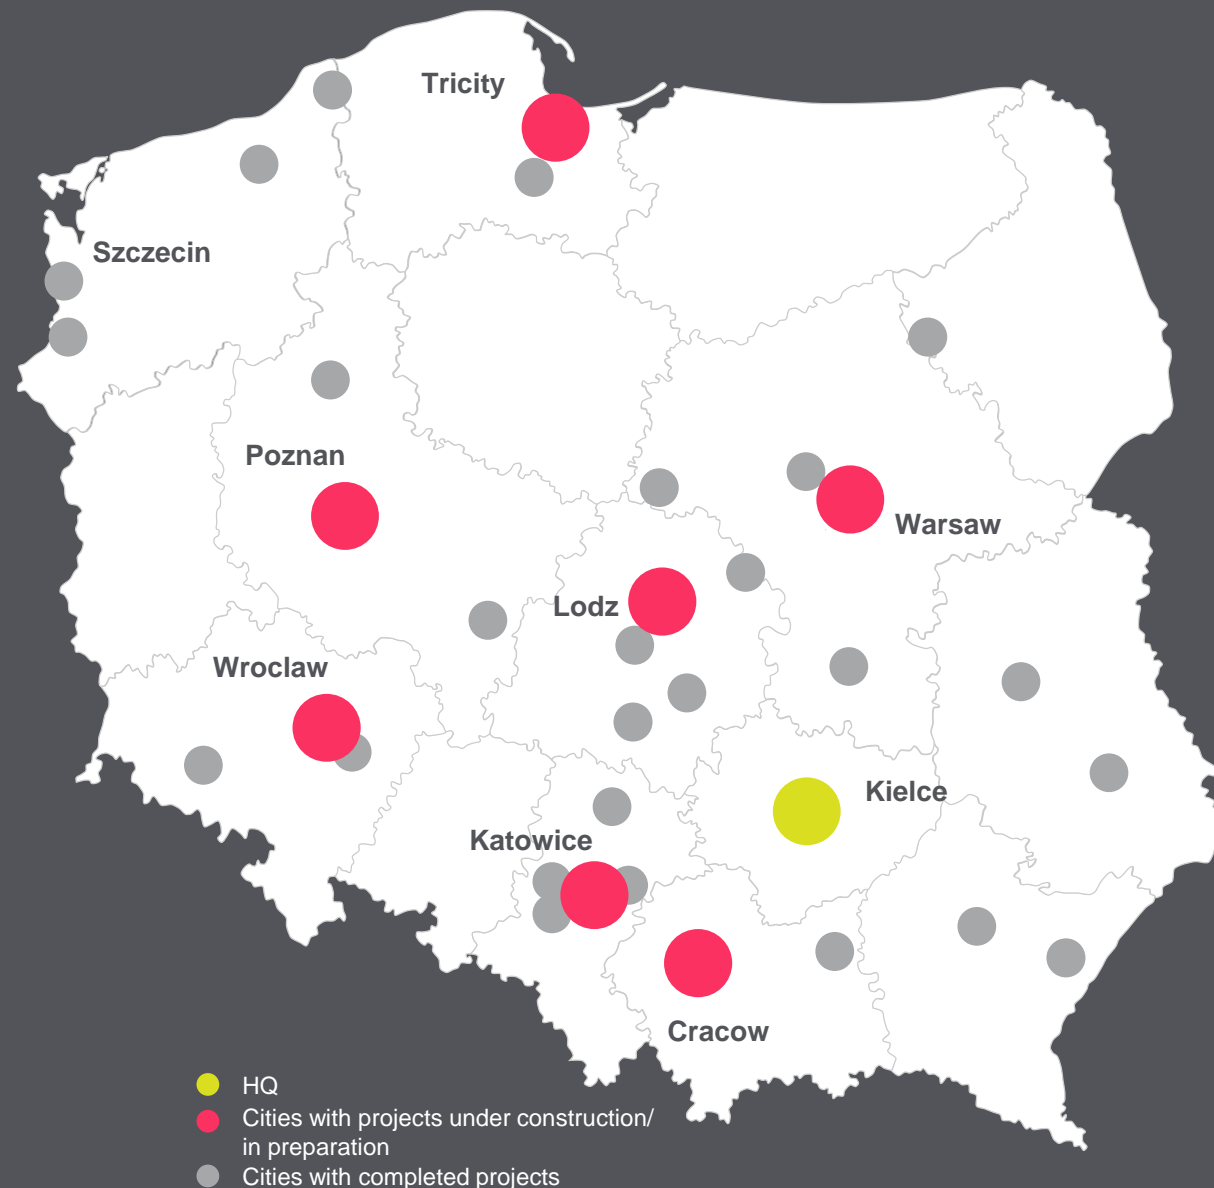 Tricity
Szczecin
Poznan
Warsaw
Lodz
Wroclaw
Kielce
Katowice
Cracow
HQ
Cities with projects under construction/
in preparation
Cities with completed projects